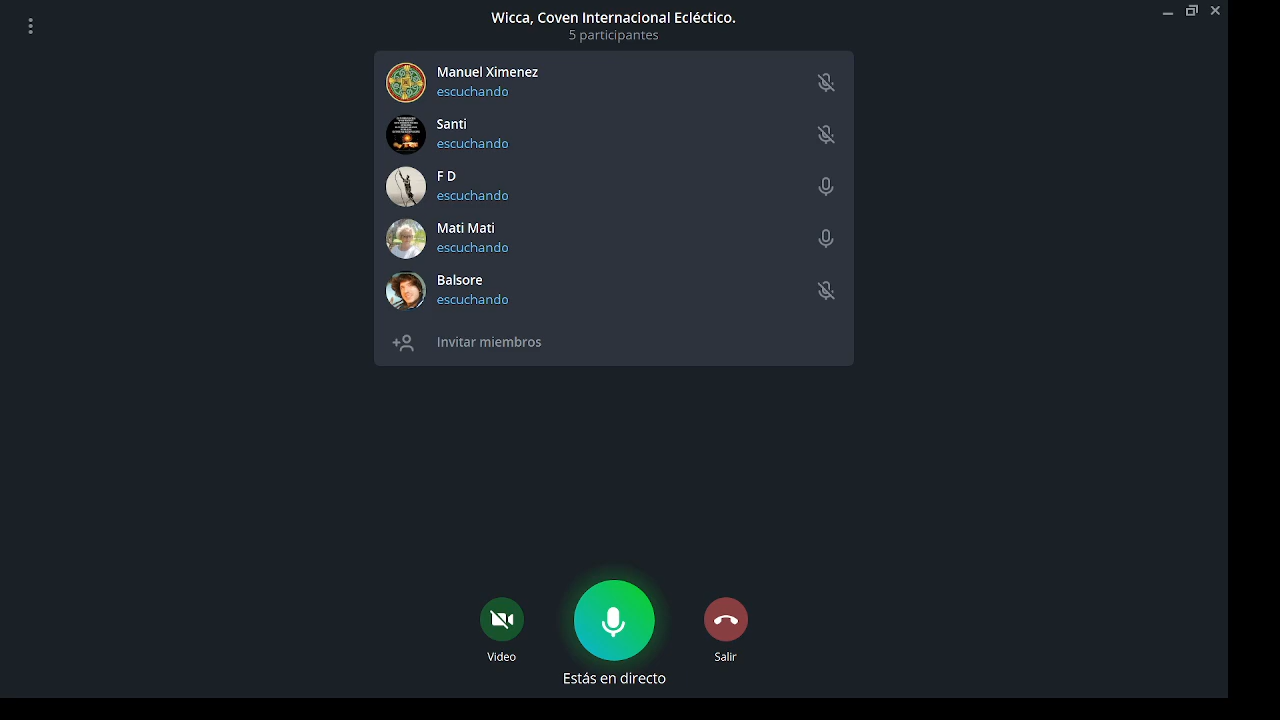 Wicca, Coven Internacional Ecléctico.
5 participantes
Manuel Ximenez
escuchando
Santi
escuchando
F D
escuchando
Mati Mati
escuchando
Balsore
escuchando
Invitar miembros
Video
Salir
Estás en directo